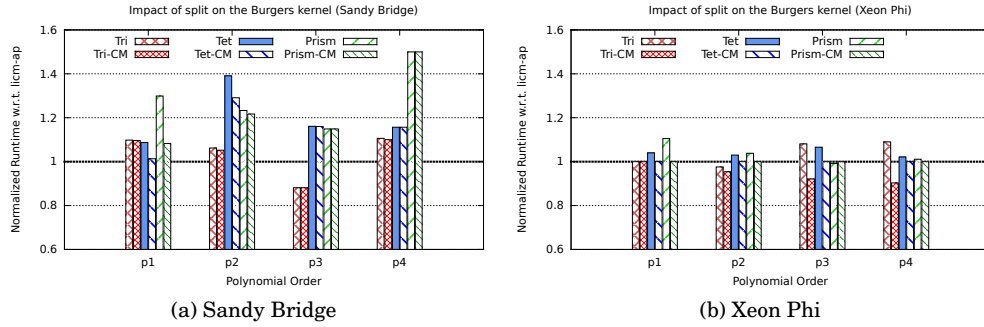 Impact of split on the Burgers kernel (Sandy Bridge)
Normalized Runtime w.r.t. licm-ap
1.6
1.4
1.2
1
0.8
0.6
Tri
Tri-CM
Tet
Tet-CM
Prism
Prism-CM
p1 p2 p3 p4
Polynomial Order
(a) Sandy Bridge
Impact of split on the Burgers kernel (Xeon Phi)
Normalized Runtime w.r.t. licm-ap
1.6
1.4
1.2
1
0.8
0.6
Tri
Tri-CM
Tet
Tet-CM
Prism
Prism-CM
p1 p2 p3 p4
Polynomial Order
(b) Xeon Phi